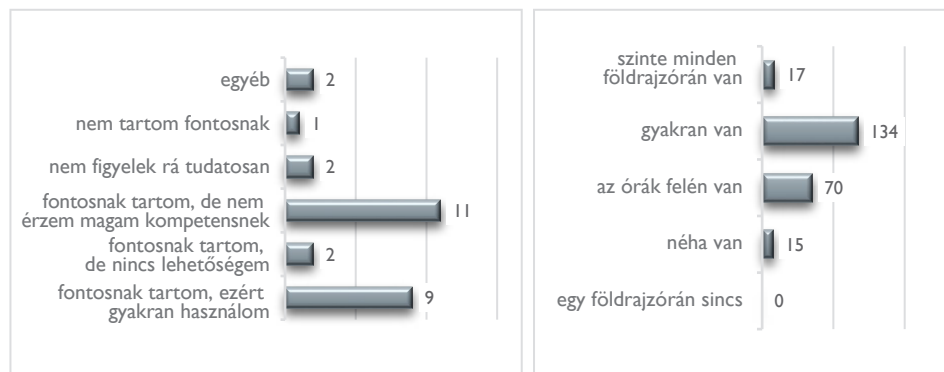 egyéb 2
nem tartom fontosnak 1
nem figyelek rá tudatosan 2
fontosnak tartom, de nem
érzem magam kompetensnek 11
fontosnak tartom,
de nincs lehetőségem 2
fontosnak tartom, ezért
gyakran használom 9
szinte minden
földrajzórán van 17
gyakran van 134
az órák felén van 70
néha van 15
egy földrajzórán sincs 0